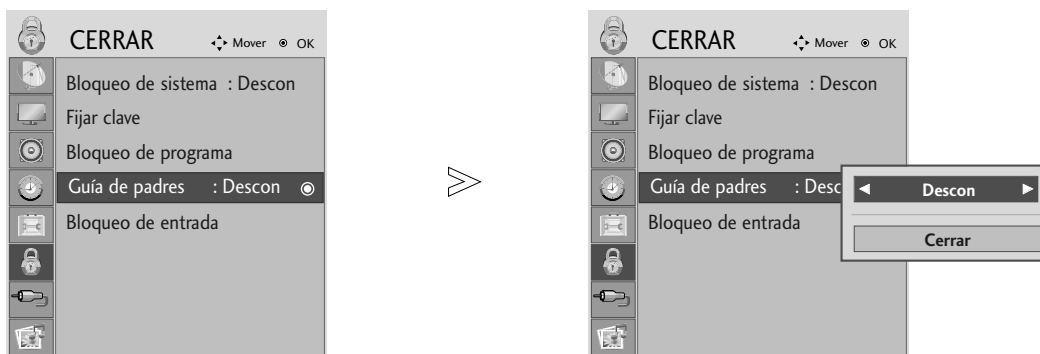 CERRAR Mover OK
Bloqueo de sistema : Descon
Fijar clave
Bloqueo de programa
Guía de padres : Descon
Bloqueo de entrada
CERRAR Mover OK
Bloqueo de sistema : Descon
Fijar clave
Bloqueo de programa
Guía de padres : Desc
Bloqueo de entrada
Descon
Cerrar